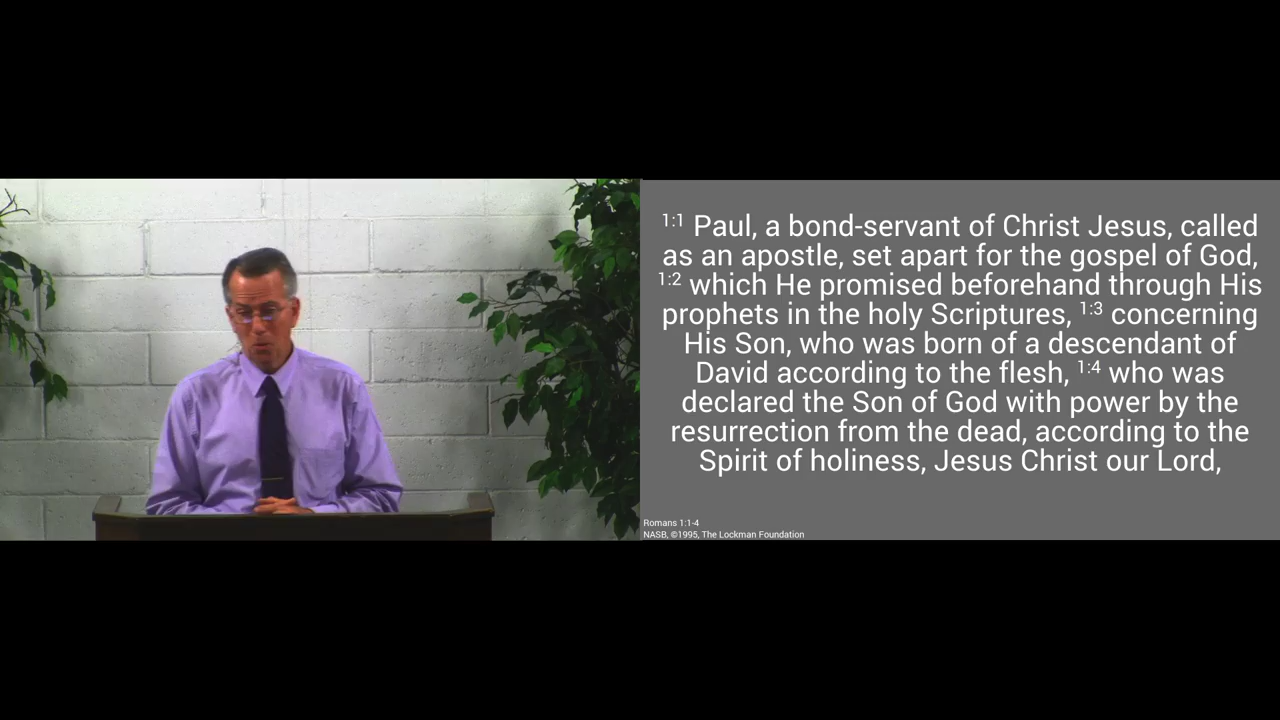 1:1 Paul, a bond-servant of Christ Jesus, called
as an apostle, set apart for the gospel of God,
1:2 which He promised beforehand through His
prophets in the holy Scriptures, 1:3 concerning
His Son, who was born of a descendant of
David according to the flesh, 1:4 who was
declared the Son of God with power by the
resurrection from the dead, according to the
Spirit of holiness, Jesus Christ our Lord,
Romans 1:1-4
NASB, ©1995, The Lockman Foundation